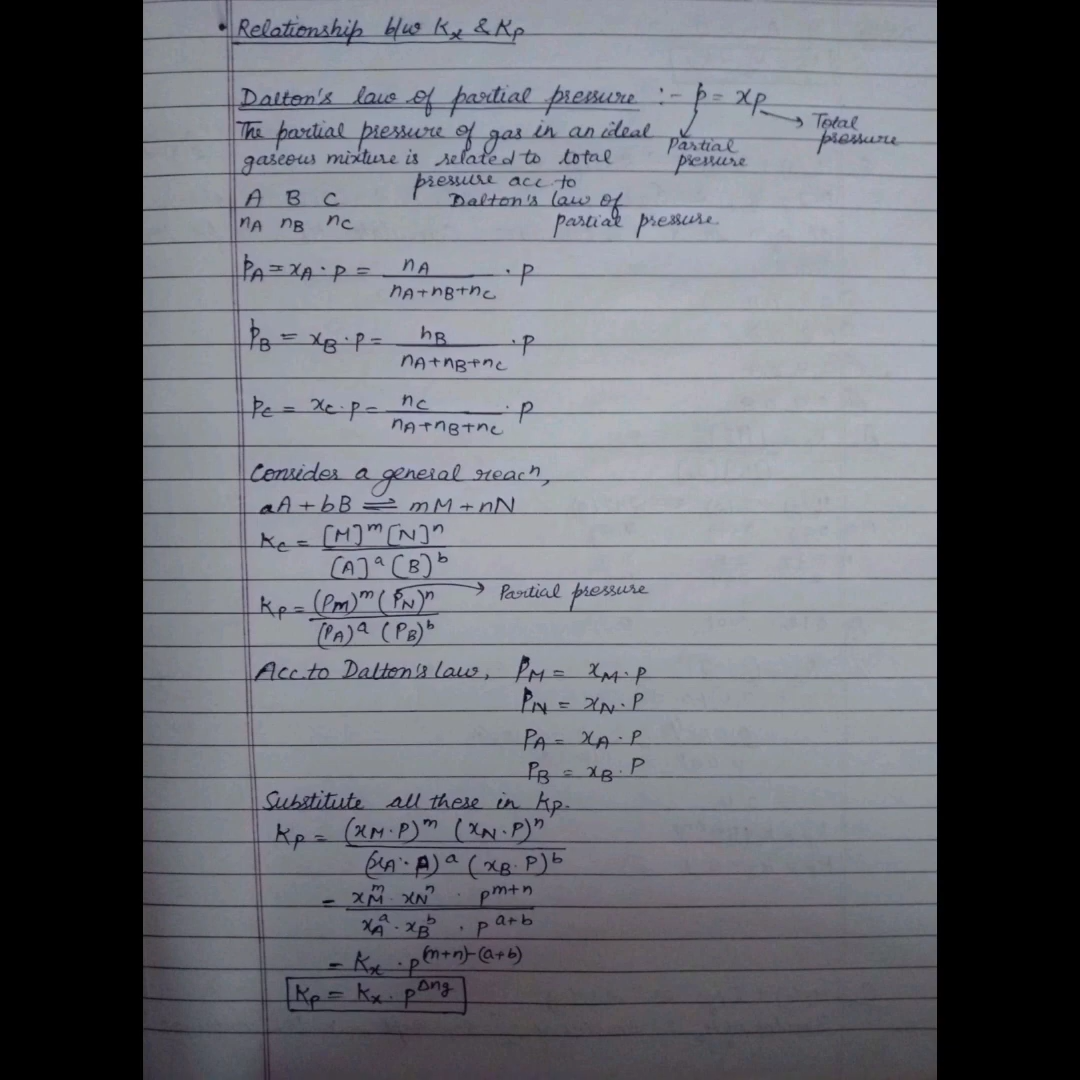 • Relationship b/w Kx & Kp
Dalton's law of partial pressure :- p = xP
Total pressure
Partial pressure
The partial pressure of gas in an ideal
gaseous mixture is related to total
pressure acc to
Dalton's law of
partial pressure
A B C
nA nB nC
pA = xA · P = nA / (nA+nB+nC) · P
pB = xB · P = nB / (nA+nB+nC) · P
pC = xC · P = nC / (nA+nB+nC) · P
Consider a general reacⁿ,
aA + bB ⇌ mM + nN
Kc = [M]^m [N]^n / [A]^a [B]^b
Kp = (PM)^m (PN)^n / (PA)^a (PB)^b → Partial pressure
Acc. to Dalton's law, PM = xM · P
PN = xN · P
PA = xA · P
PB = xB · P
Substitute all these in Kp.
Kp = (xM · P)^m (xN · P)^n / (xA · P)^a (xB · P)^b
= xM^m · xN^n · P^(m+n) / xA^a · xB^b · P^(a+b)
= Kx · P^(m+n)-(a+b)
Kp = Kx · P^Δng